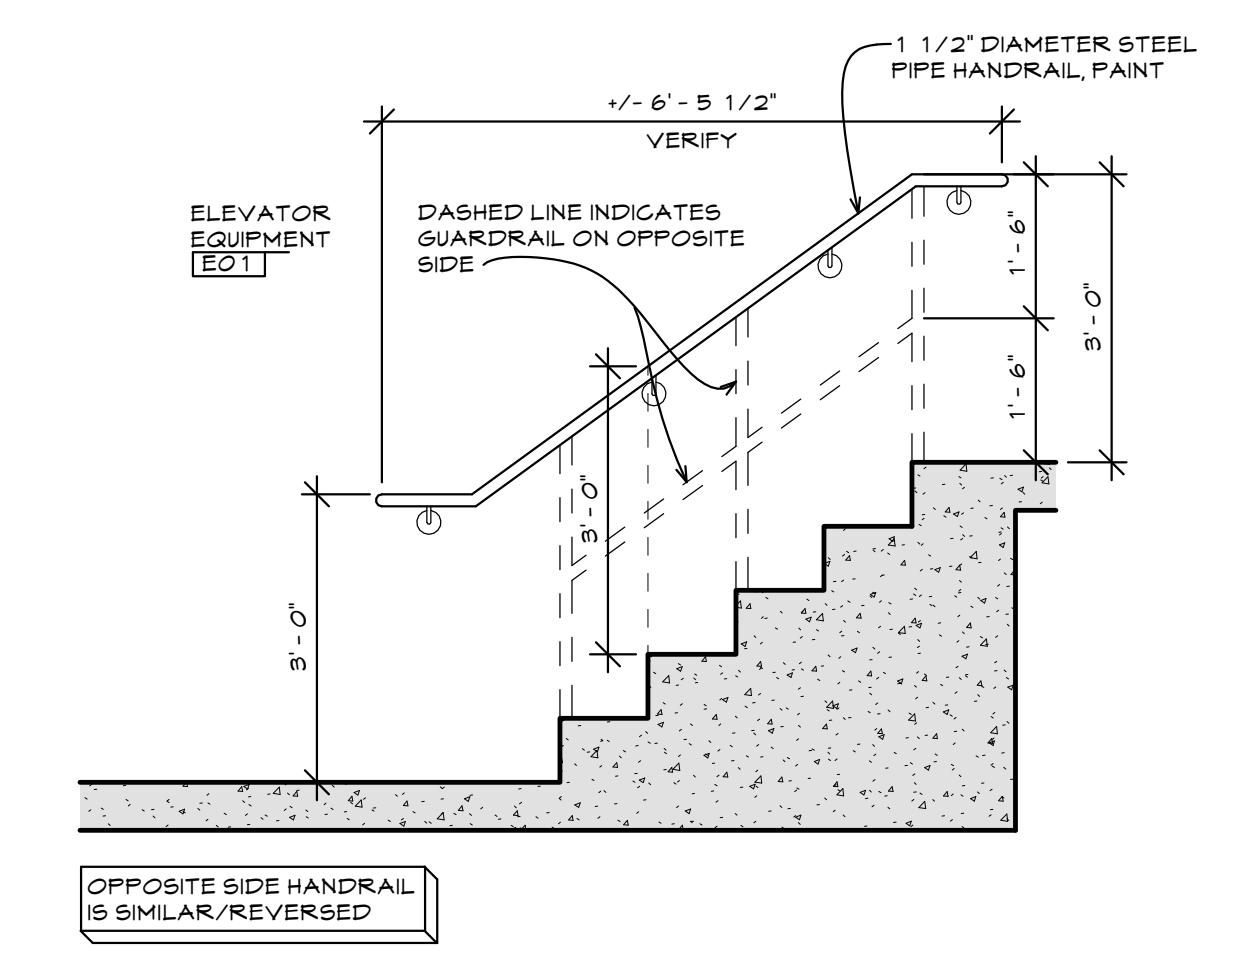 1 1/2" DIAMETER STEEL
PIPE HANDRAIL, PAINT
+/- 6' - 5 1/2"
VERIFY
ELEVATOR
EQUIPMENT
E01
DASHED LINE INDICATES
GUARDRAIL ON OPPOSITE
SIDE
1' - 6"
3' - 0"
1' - 6"
3' - 0"
3' - 0"
OPPOSITE SIDE HANDRAIL
IS SIMILAR/REVERSED